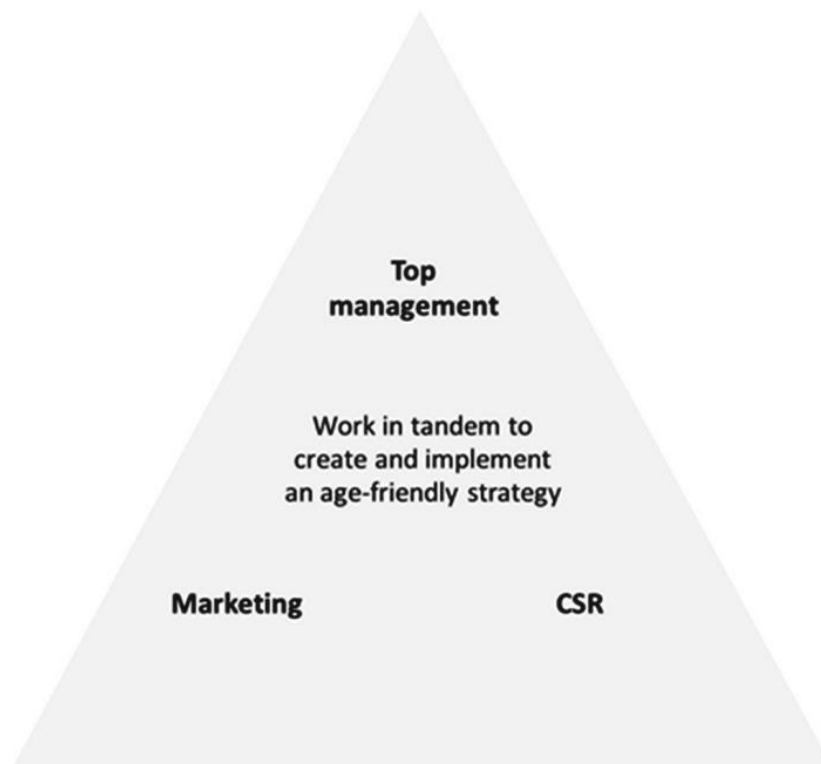 Top
management
Work in tandem to
create and implement
an age-friendly strategy
Marketing
CSR